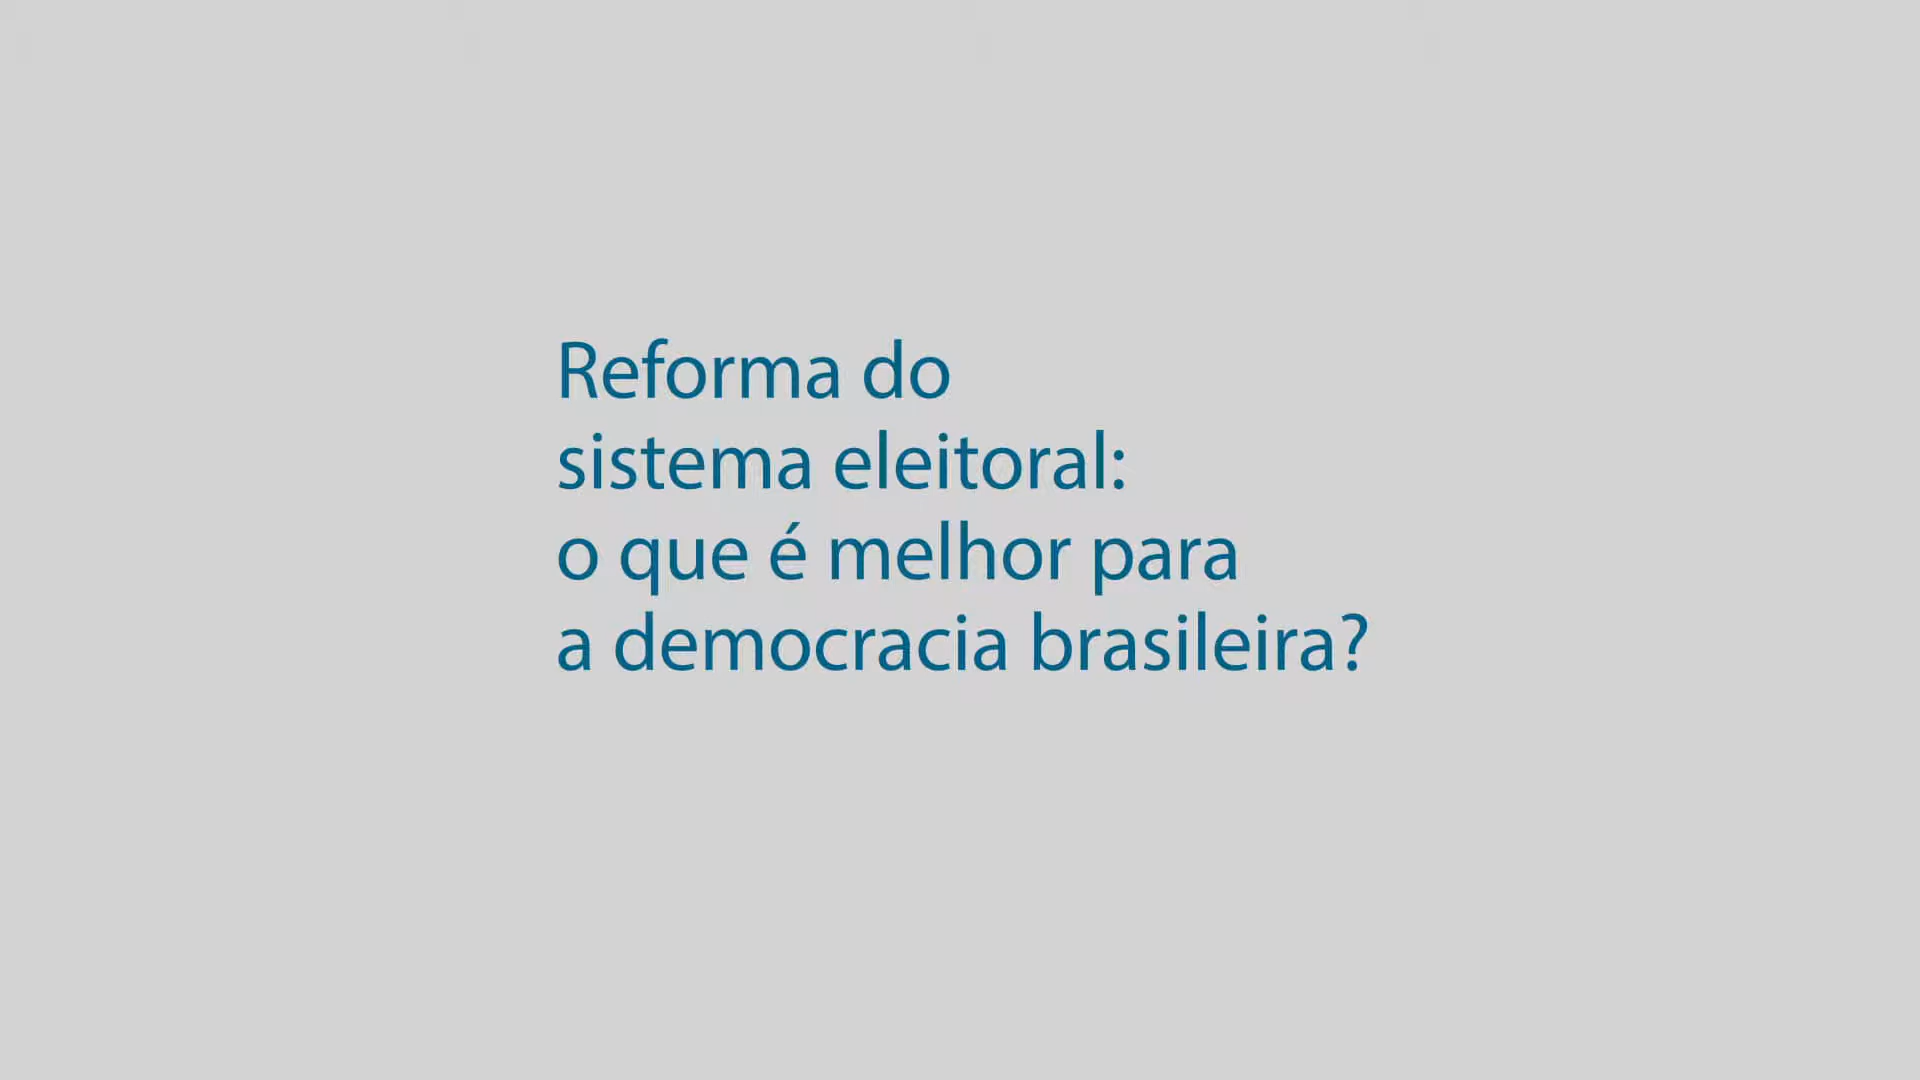 Reforma do
sistema eleitoral:
o que é melhor para
a democracia brasileira?